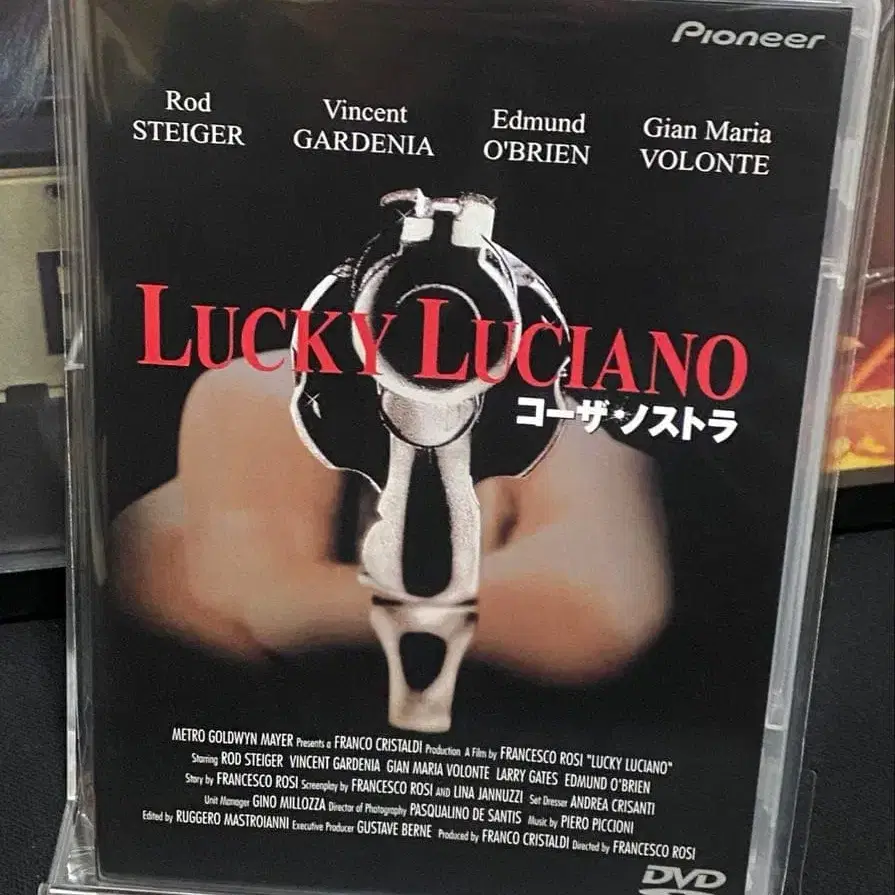 Pioneer
Rod STEIGER
Vincent GARDENIA
Edmund O'BRIEN
Gian Maria VOLONTE
LUCKY LUCIANO
コーザ・ノストラ
METRO GOLDWYN MAYER Presents a FRANCO CRISTALDI Production A Film by FRANCESCO ROSI "LUCKY LUCIANO"
Starring ROD STEIGER VINCENT GARDENIA GIAN MARIA VOLONTE LARRY GATES EDMUND O'BRIEN
Story by FRANCESCO ROSI Screenplay by FRANCESCO ROSI AND LINA JANNUZZI Set Dresser ANDREA CRISANTI
Unit Manager GINO MILLOZZA Director of Photography PASQUALINO DE SANTIS Music by PIERO PICCIONI
Edited by RUGGERO MASTROIANNI Executive Producer GUSTAVE BERNE Produced by FRANCO CRISTALDI Directed by FRANCESCO ROSI
DVD